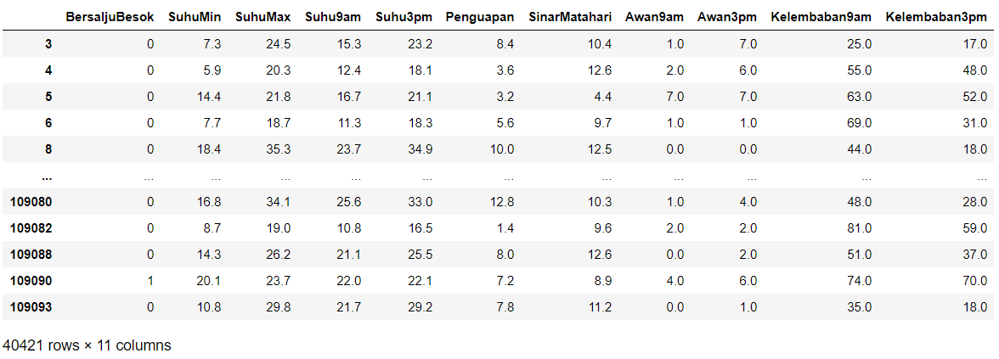 BersaljuBesok SuhuMin SuhuMax Suhu9am Suhu3pm Penguapan SinarMatahari Awan9am Awan3pm Kelembaban9am Kelembaban3pm
3 0 7.3 24.5 15.3 23.2 8.4 10.4 1.0 7.0 25.0 17.0
4 0 5.9 20.3 12.4 18.1 3.6 12.6 2.0 6.0 55.0 48.0
5 0 14.4 21.8 16.7 21.1 3.2 4.4 7.0 7.0 63.0 52.0
6 0 7.7 18.7 11.3 18.3 5.6 9.7 1.0 1.0 69.0 31.0
8 0 18.4 35.3 23.7 34.9 10.0 12.5 0.0 0.0 44.0 18.0
... ... ... ... ... ... ... ... ... ... ... ...
109080 0 16.8 34.1 25.6 33.0 12.8 10.3 1.0 4.0 48.0 28.0
109082 0 8.7 19.0 10.8 16.5 1.4 9.6 2.0 2.0 81.0 59.0
109088 0 14.3 26.2 21.1 25.5 8.0 12.6 0.0 2.0 51.0 37.0
109090 1 20.1 23.7 22.0 22.1 7.2 8.9 4.0 6.0 74.0 70.0
109093 0 10.8 29.8 21.7 29.2 7.8 11.2 0.0 1.0 35.0 18.0
40421 rows × 11 columns